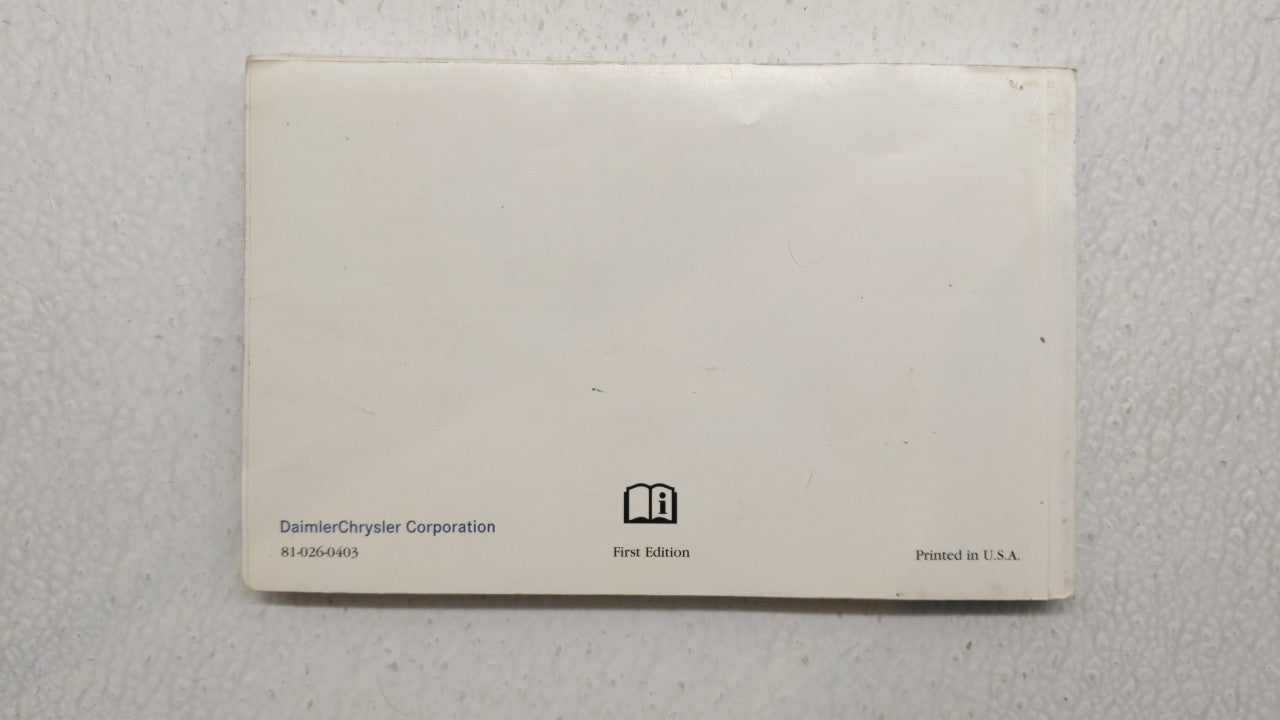 DaimlerChrysler Corporation
81-026-0403
i
First Edition
Printed in U.S.A.